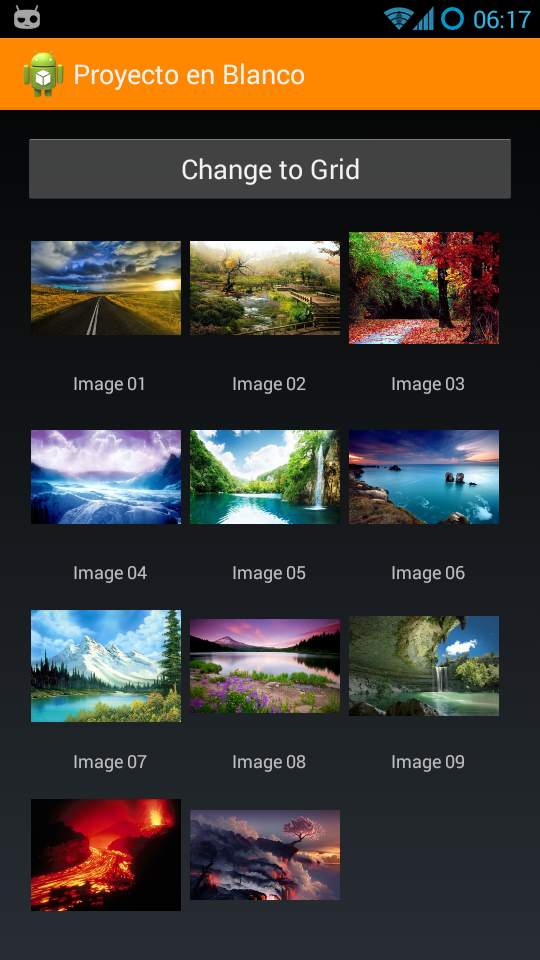 06:17
Proyecto en Blanco
Change to Grid
Image 01 Image 02 Image 03
Image 04 Image 05 Image 06
Image 07 Image 08 Image 09